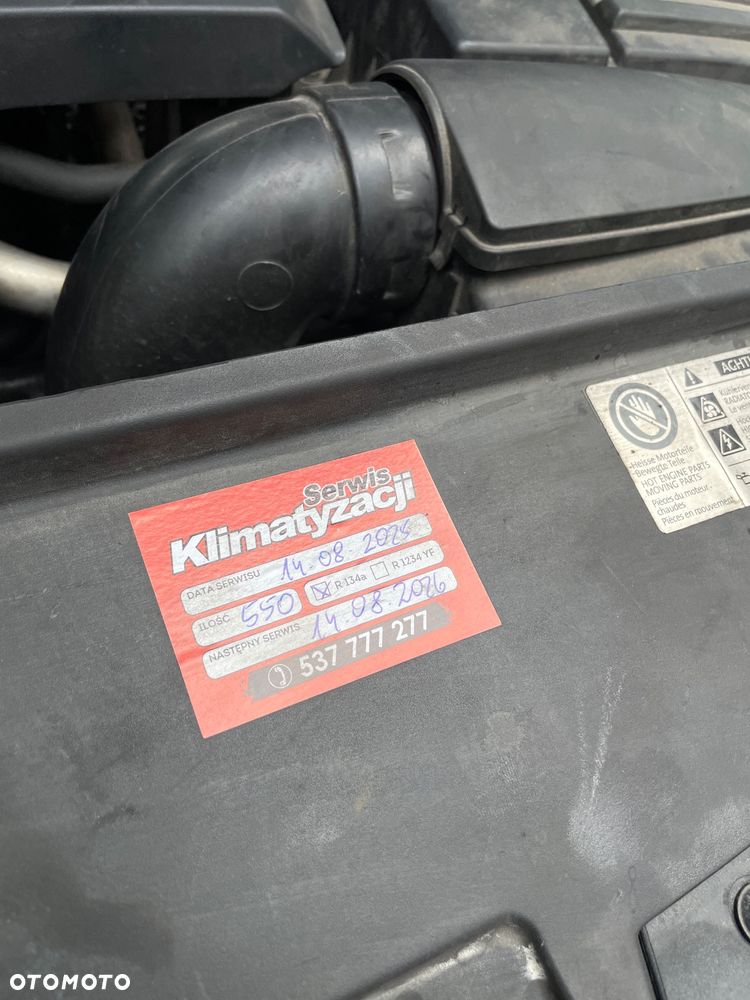 Serwis
Klimatyzacji
DATA SERWISU 14.08 2025
ILOŚĆ 550 R 134a R 1234 YF
NASTĘPNY SERWIS 14.08.2026
537 777 277
Heisse Motorteile
Bewegte Teile
HOT ENGINE PARTS
MOVING PARTS
Pièces du moteur
chaudes
Pièces en mouvement
OTOMOTO